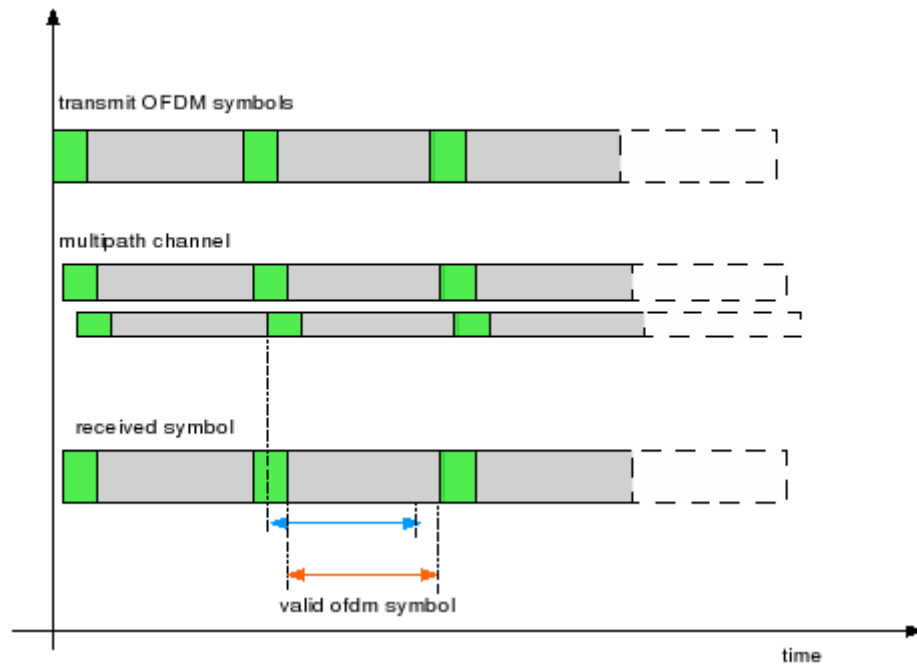 transmit OFDM symbols
multipath channel
received symbol
valid ofdm symbol
time